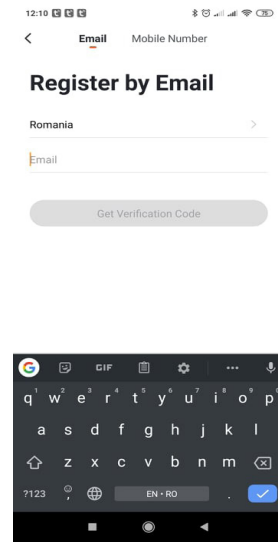 12:10 75
Email Mobile Number
Register by Email
Romania
Email
Get Verification Code
GIF
1 2 3 4 5 6 7 8 9 0
q w e r t y u i o p
a s d f g h j k l
z x c v b n m
?123 , EN • RO .